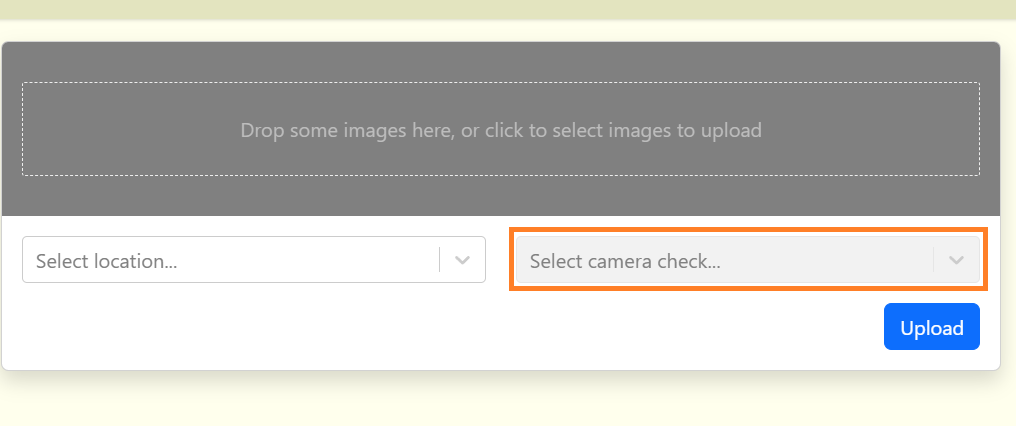 Drop some images here, or click to select images to upload
Select location...
Select camera check...
Upload